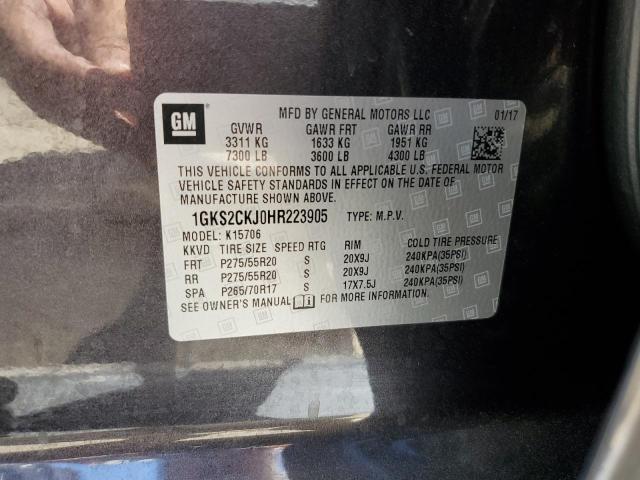 GM
MFD BY GENERAL MOTORS LLC 01/17
GVWR GAWR FRT GAWR RR
3311 KG 1633 KG 1951 KG
7300 LB 3600 LB 4300 LB
THIS VEHICLE CONFORMS TO ALL APPLICABLE U.S. FEDERAL MOTOR
VEHICLE SAFETY STANDARDS IN EFFECT ON THE DATE OF
MANUFACTURE SHOWN ABOVE.
1GKS2CKJ0HR223905 TYPE: M.P.V.
MODEL: K15706
KKVD TIRE SIZE SPEED RTG RIM COLD TIRE PRESSURE
FRT P275/55R20 S 20X9J 240KPA(35PSI)
RR P275/55R20 S 20X9J 240KPA(35PSI)
SPA P265/70R17 S 17X7.5J 240KPA(35PSI)
SEE OWNER'S MANUAL FOR MORE INFORMATION.